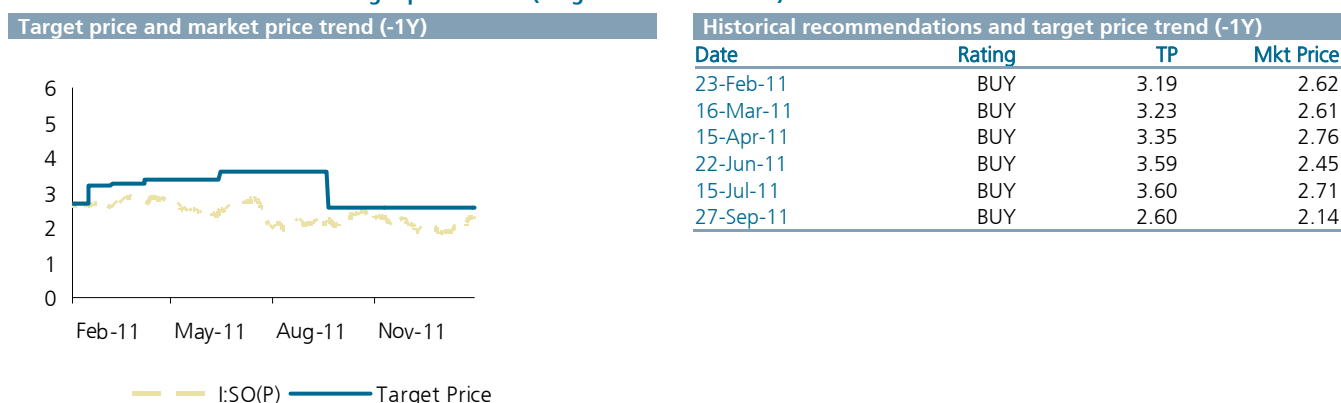 Target price and market price trend (-1Y)
6
5
4
3
2
1
0
Feb-11 May-11 Aug-11 Nov-11
I:SO(P) Target Price
Historical recommendations and target price trend (-1Y)
Date Rating TP Mkt Price
23-Feb-11 BUY 3.19 2.62
16-Mar-11 BUY 3.23 2.61
15-Apr-11 BUY 3.35 2.76
22-Jun-11 BUY 3.59 2.45
15-Jul-11 BUY 3.60 2.71
27-Sep-11 BUY 2.60 2.14